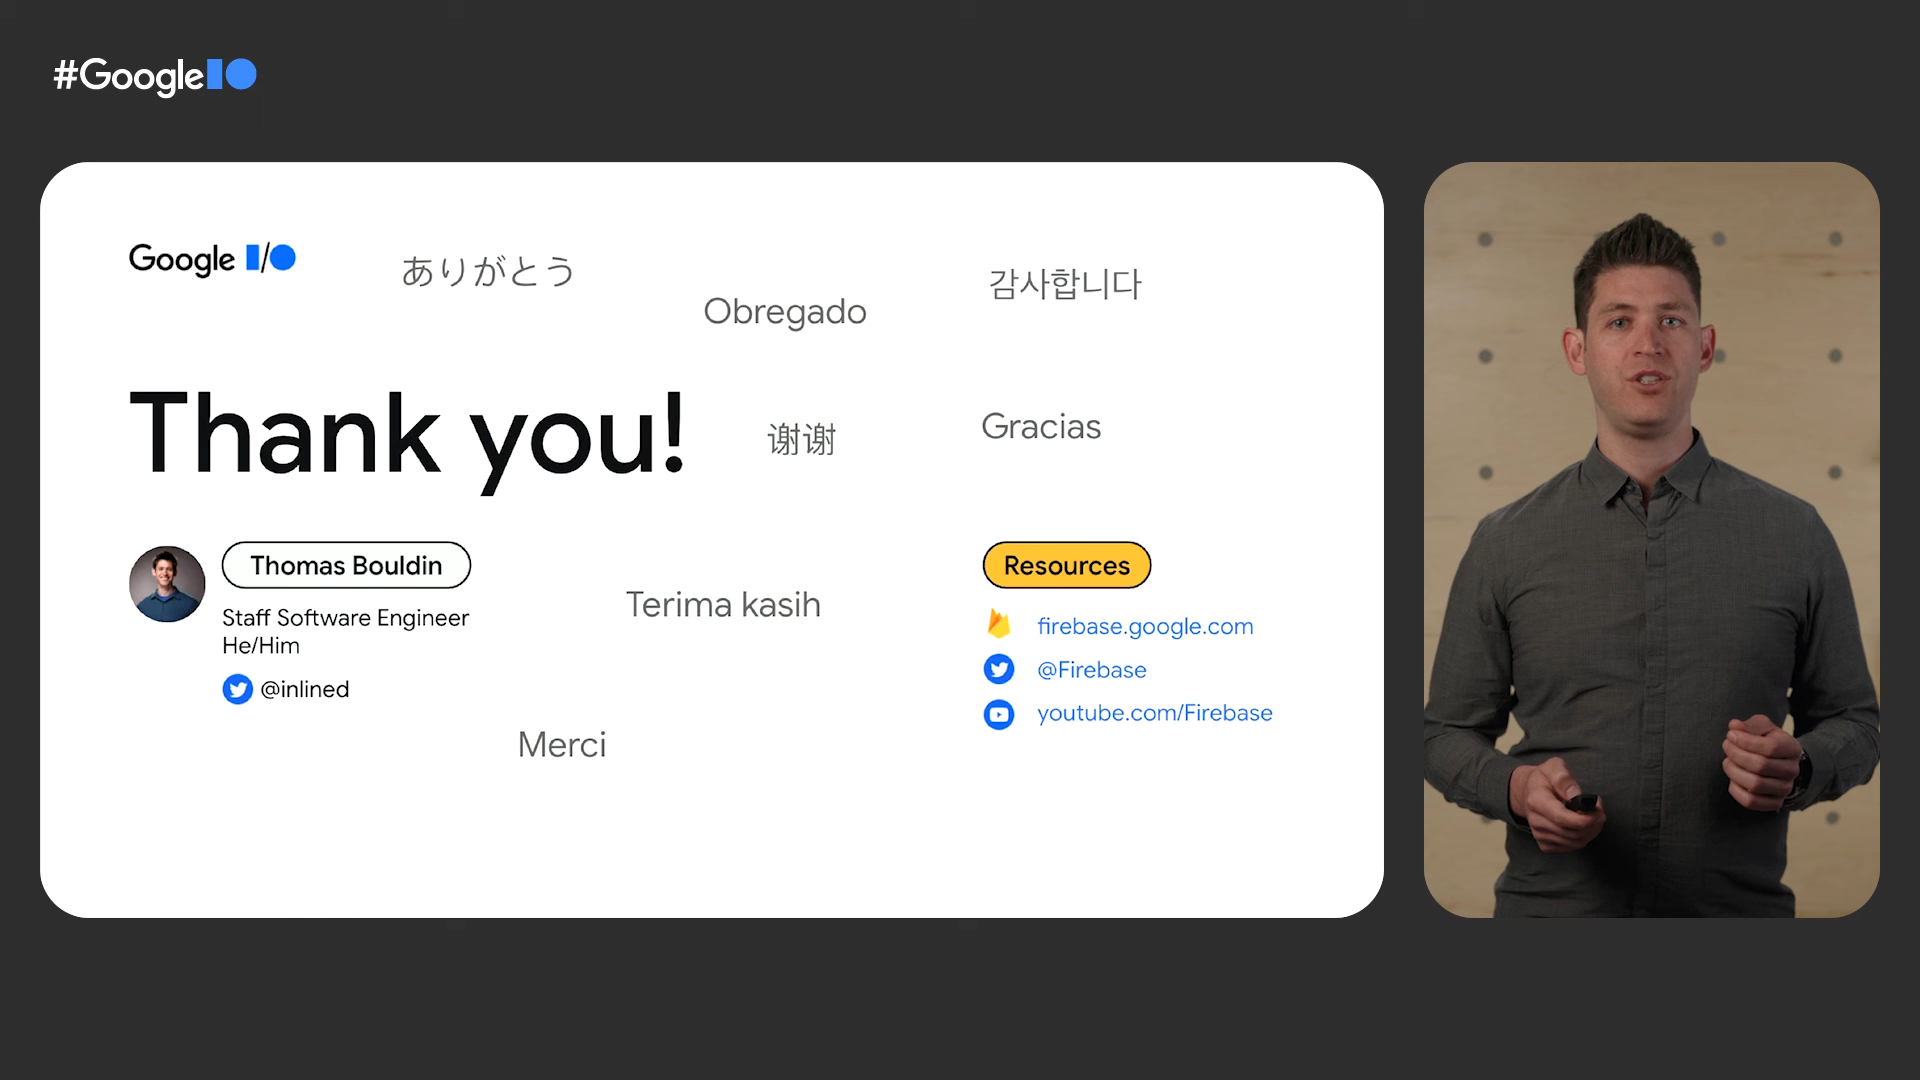 #GoogleIO
Google I/O
ありがとう
Obregado
감사합니다
Thank you!
谢谢
Gracias
Thomas Bouldin
Staff Software Engineer
He/Him
@inlined
Terima kasih
Merci
Resources
firebase.google.com
@Firebase
youtube.com/Firebase